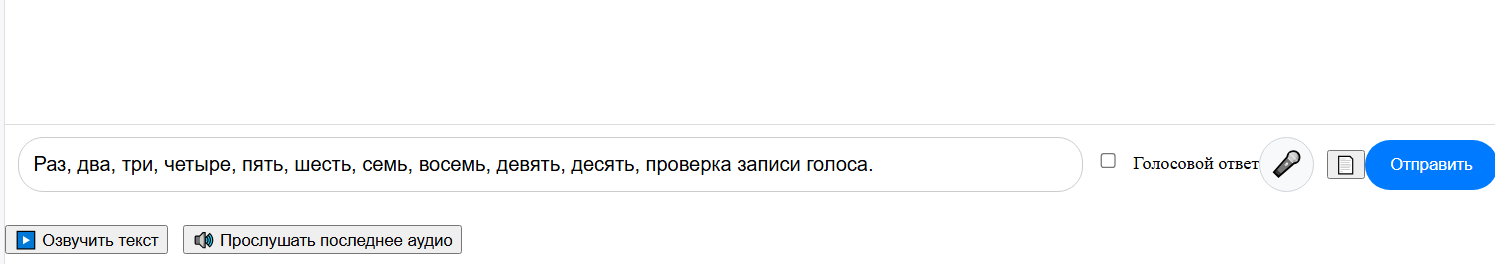 Раз, два, три, четыре, пять, шесть, семь, восемь, девять, десять, проверка записи голоса.
Голосовой ответ
Отправить
Озвучить текст
Прослушать последнее аудио